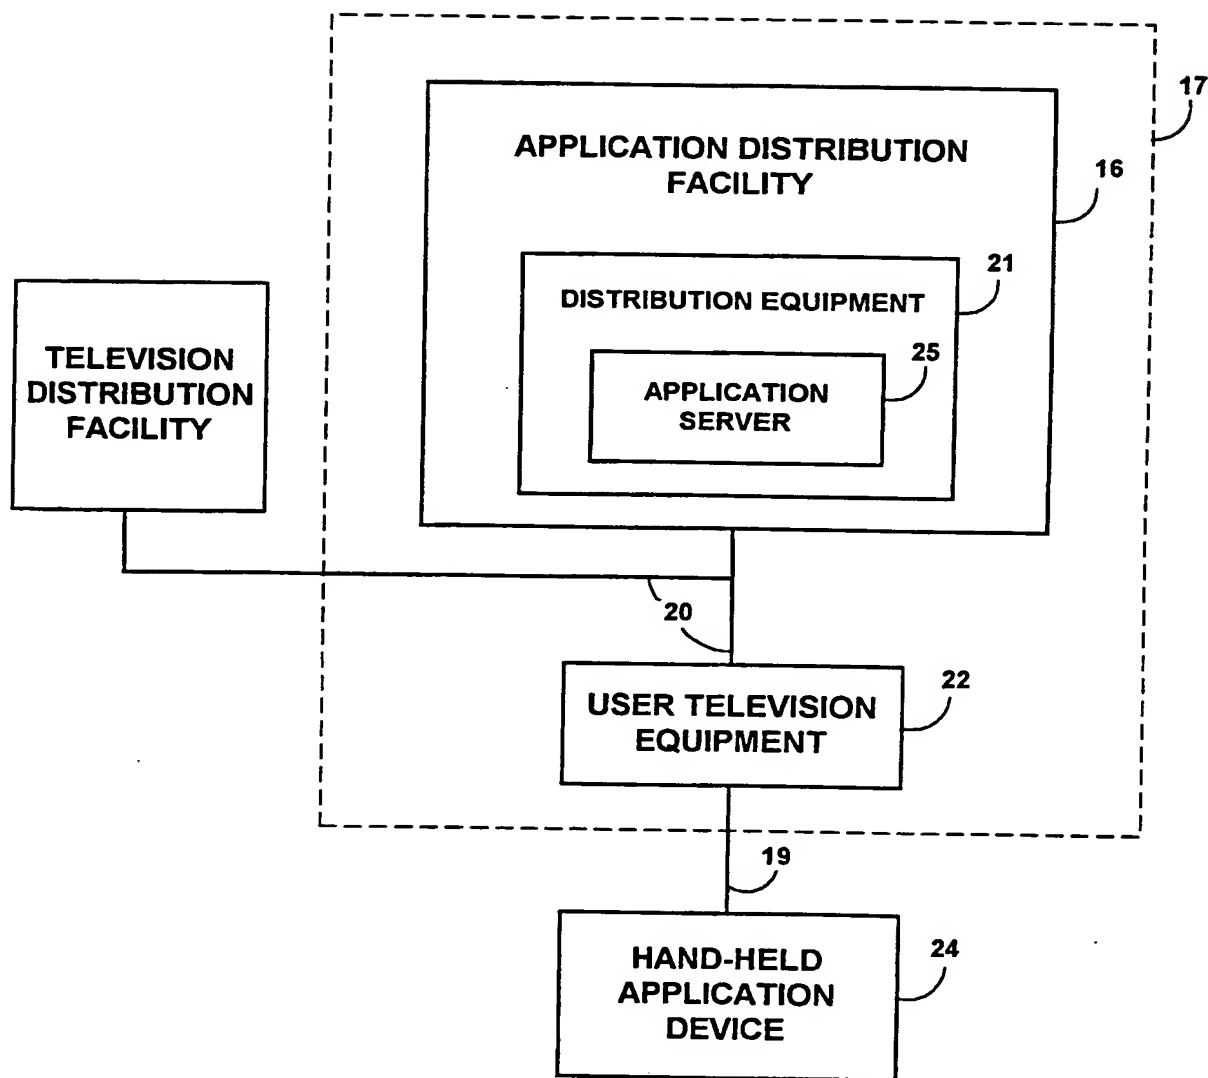 17
APPLICATION DISTRIBUTION
FACILITY
16
21
DISTRIBUTION EQUIPMENT
25
APPLICATION
SERVER
TELEVISION
DISTRIBUTION
FACILITY
20
22
USER TELEVISION
EQUIPMENT
19
HAND-HELD
APPLICATION
DEVICE
24